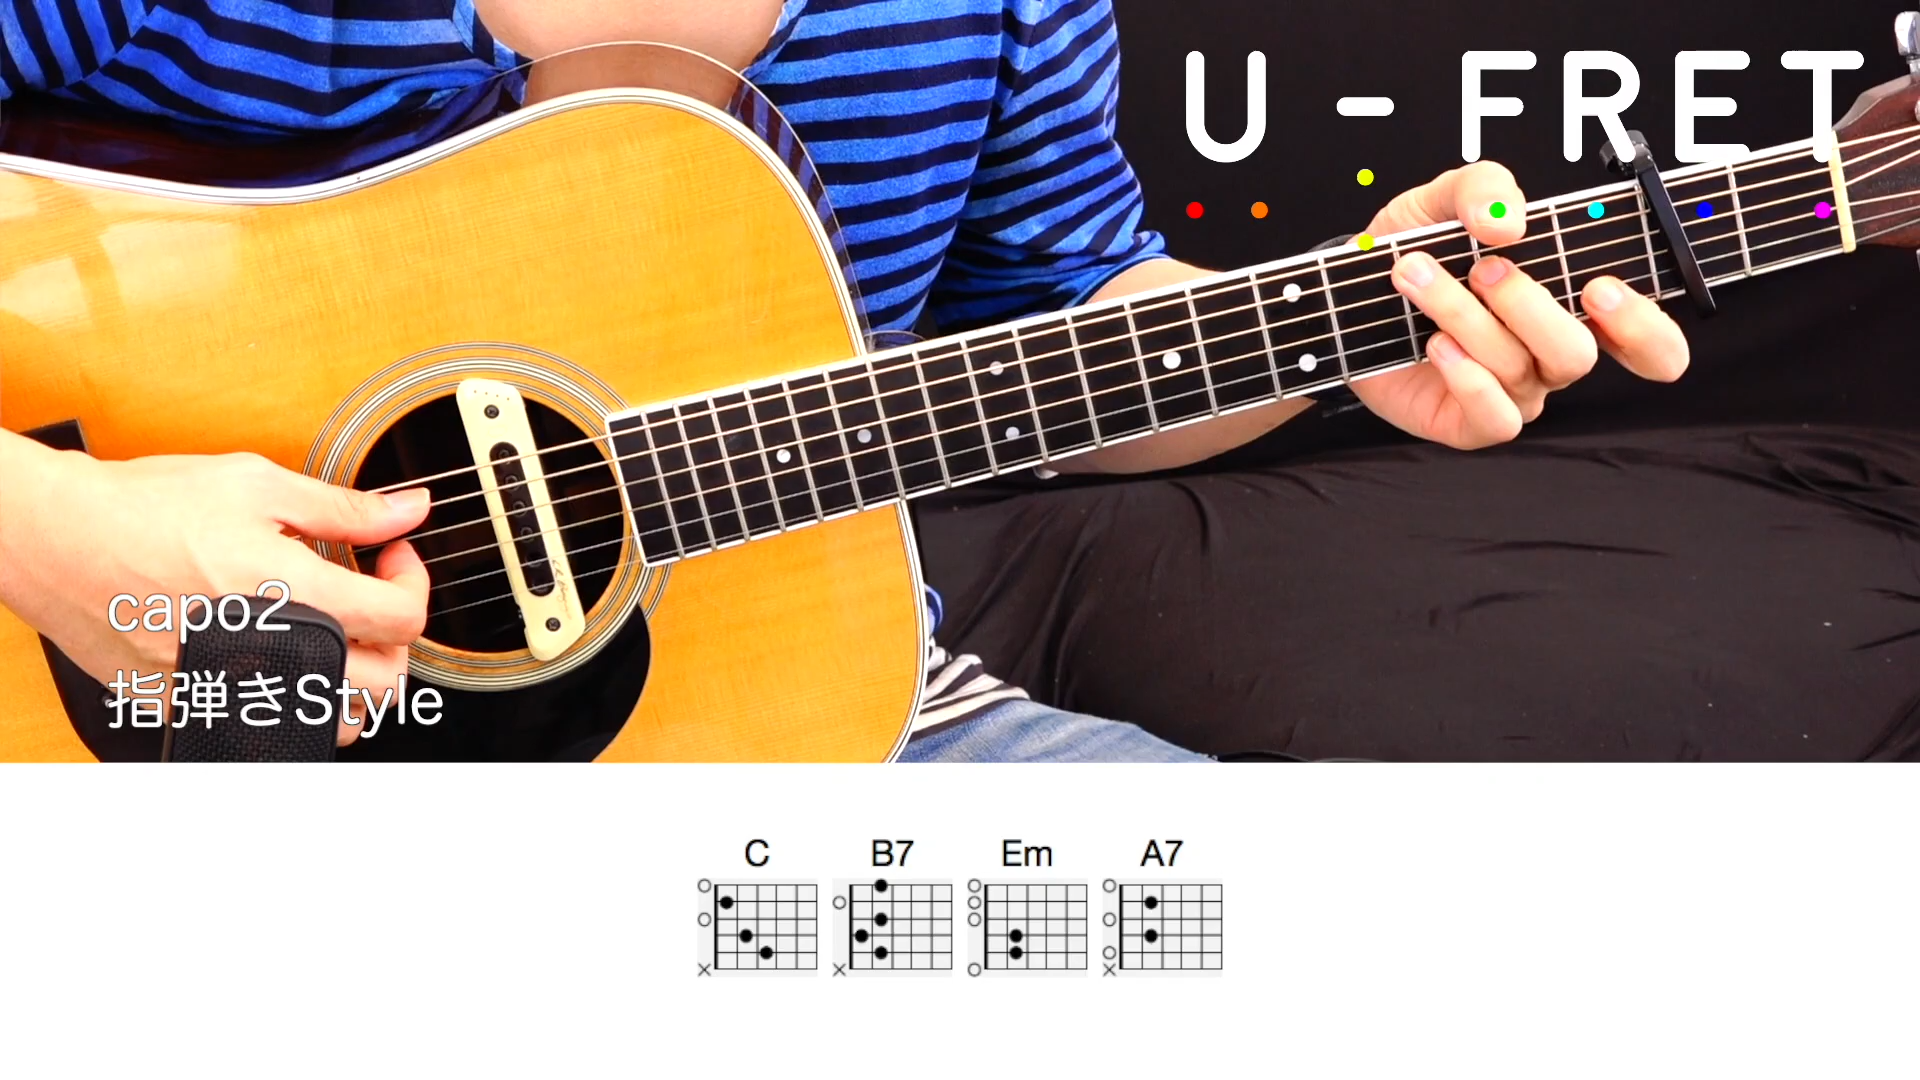 U - FRET
capo2
指弾きStyle
C B7 Em A7